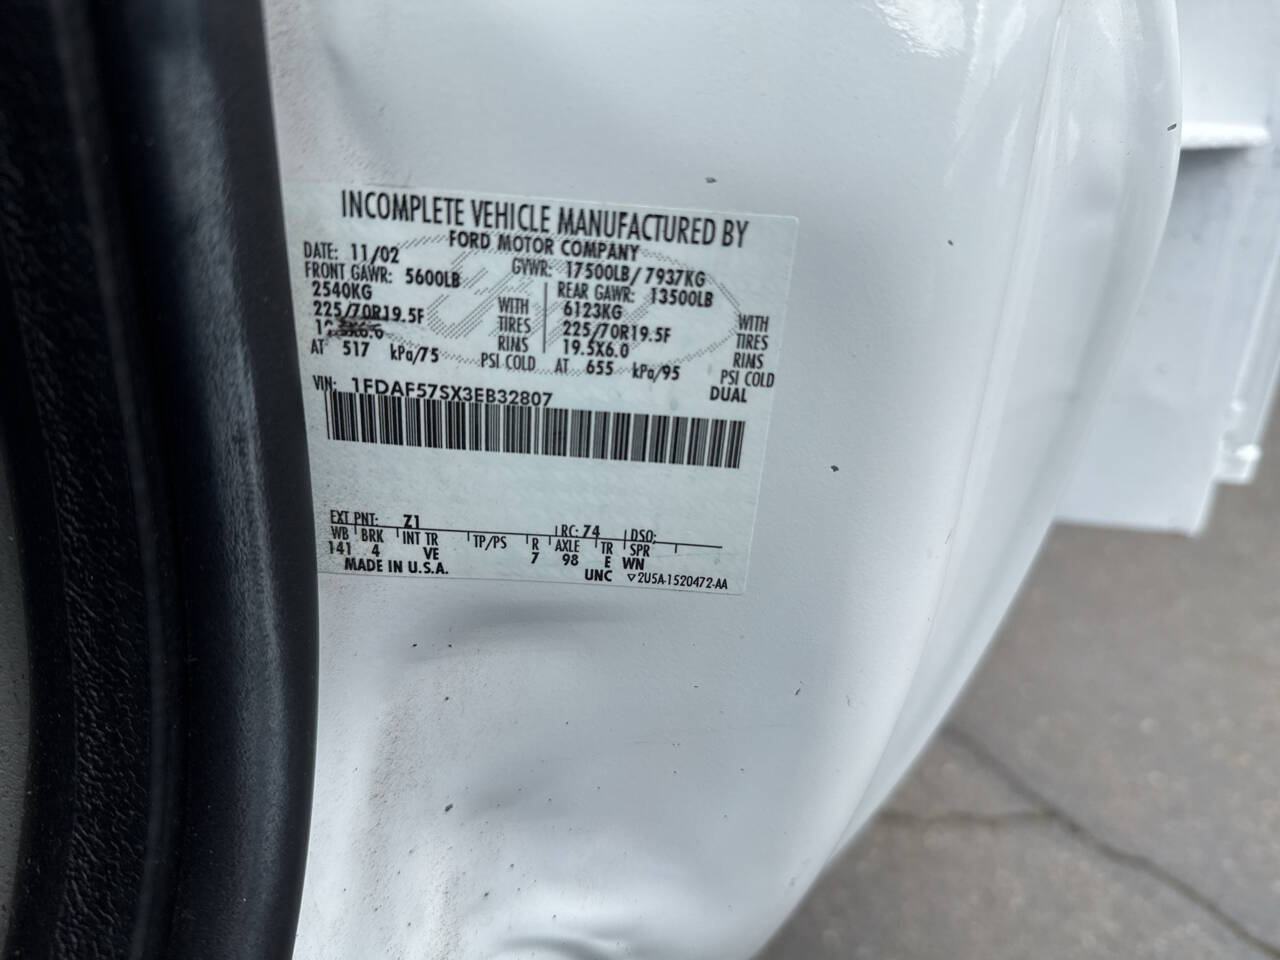 INCOMPLETE VEHICLE MANUFACTURED BY
FORD MOTOR COMPANY
DATE: 11/02 GVWR: 17500LB/ 7937KG
FRONT GAWR: 5600LB REAR GAWR: 13500LB
2540KG WITH 6123KG WITH
225/70R19.5F TIRES 225/70R19.5F TIRES
RIMS 19.5X6.0 RIMS
AT 517 kPa/75 PSI COLD AT 655 kPa/95 PSI COLD
DUAL
VIN: 1FDAF57SX3EB32807
EXT PNT: Z1 RC: 74 DSO:
WB BRK INT TR TP/PS R AXLE TR SPR
141 4 VE 7 98 E WN
MADE IN U.S.A. UNC ▽2U5A-1520472-AA